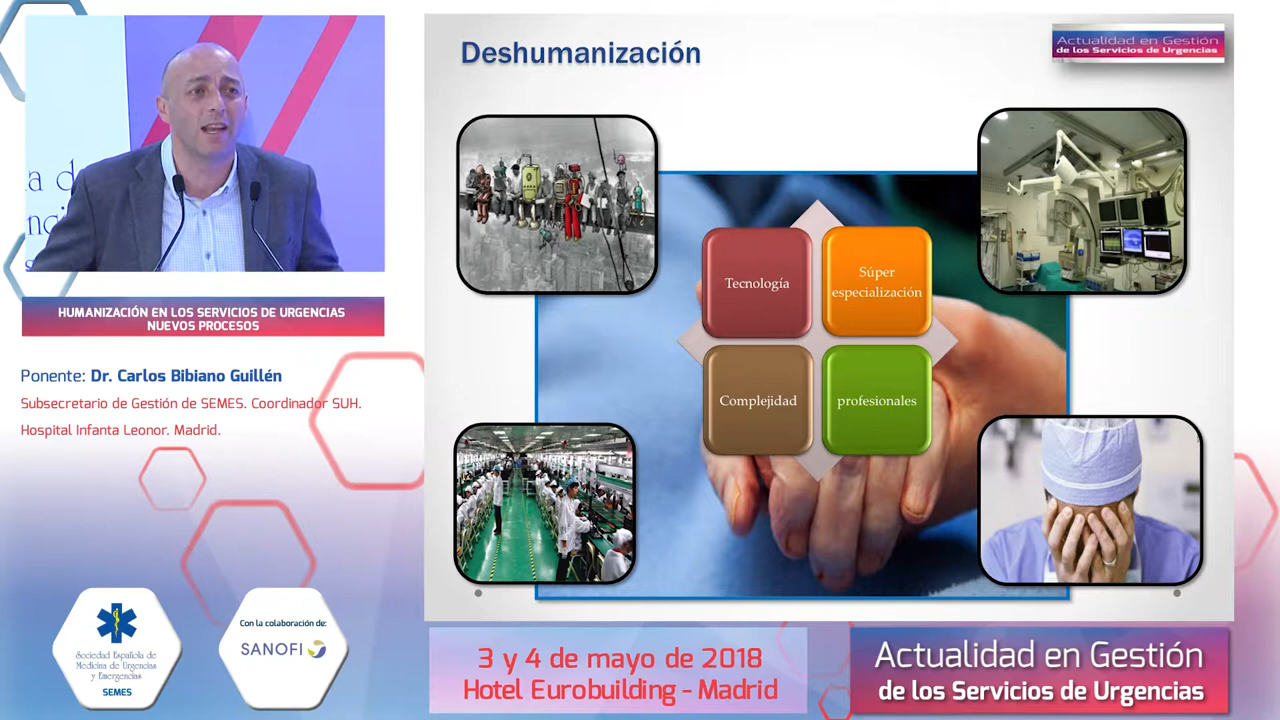 Deshumanización
Actualidad en Gestión
de los Servicios de Urgencias
Tecnología
Súper
especialización
Complejidad
profesionales
HUMANIZACIÓN EN LOS SERVICIOS DE URGENCIAS
NUEVOS PROCESOS
Ponente: Dr. Carlos Bibiano Guillén
Subsecretario de Gestión de SEMES. Coordinador SUH.
Hospital Infanta Leonor. Madrid.
Sociedad Española de
Medicina de Urgencias
y Emergencias
SEMES
Con la colaboración de:
SANOFI
3 y 4 de mayo de 2018
Hotel Eurobuilding - Madrid
Actualidad en Gestión
de los Servicios de Urgencias